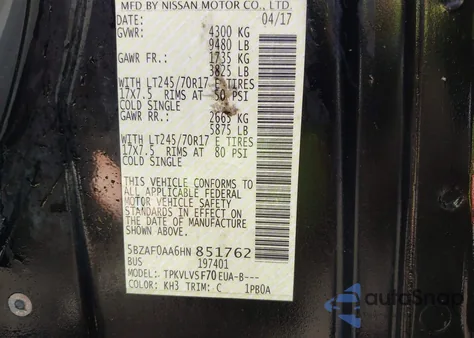 MFD BY NISSAN MOTOR CO., LTD.
DATE: 04/17
GVWR: 4300 KG
9480 LB
GAWR FR.: 1735 KG
3825 LB
WITH LT245/70R17 E TIRES
17X7.5 RIMS AT 50 PSI
COLD SINGLE
GAWR RR.: 2665 KG
5875 LB
WITH LT245/70R17 E TIRES
17X7.5 RIMS AT 80 PSI
COLD SINGLE
THIS VEHICLE CONFORMS TO
ALL APPLICABLE FEDERAL
MOTOR VEHICLE SAFETY
STANDARDS IN EFFECT ON
THE DATE OF MANUFACTURE
SHOWN ABOVE.
5BZAF0AA6HN 851762
BUS 197401
MODEL: TPKVLVSF70EUA-B---
COLOR: KH3 TRIM: C 1PB0A
autoSnap